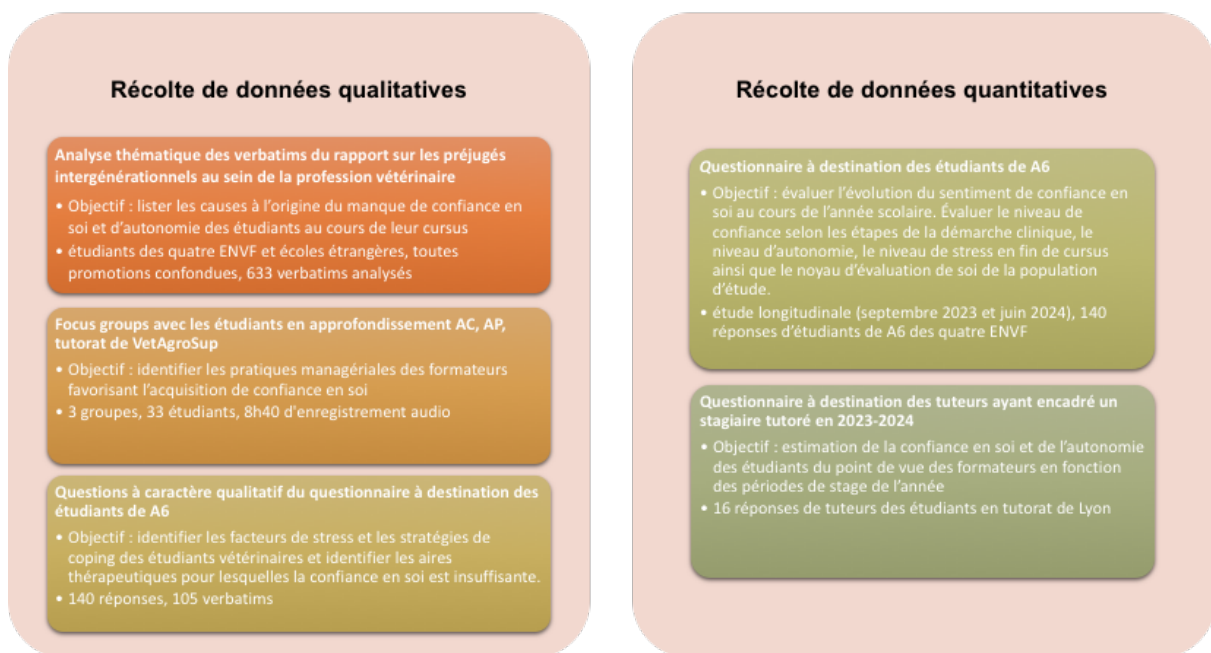 Récolte de données qualitatives
Analyse thématique des verbatims du rapport sur les préjugés
intergénérationnels au sein de la profession vétérinaire
• Objectif : lister les causes à l'origine du manque de confiance en
soi et d'autonomie des étudiants au cours de leur cursus
• étudiants des quatre ENVF et écoles étrangères, toutes
promotions confondues, 633 verbatims analysés
Focus groups avec les étudiants en approfondissement AC, AP,
tutorat de VetAgroSup
• Objectif : identifier les pratiques managériales des formateurs
favorisant l'acquisition de confiance en soi
• 3 groupes, 33 étudiants, 8h40 d'enregistrement audio
Questions à caractère qualitatif du questionnaire à destination des
étudiants de A6
• Objectif : identifier les facteurs de stress et les stratégies de
coping des étudiants vétérinaires et identifier les aires
thérapeutiques pour lesquelles la confiance en soi est insuffisante.
• 140 réponses, 105 verbatims
Récolte de données quantitatives
Questionnaire à destination des étudiants de A6
• Objectif : évaluer l'évolution du sentiment de confiance en
soi au cours de l'année scolaire. Évaluer le niveau de
confiance selon les étapes de la démarche clinique, le
niveau d'autonomie, le niveau de stress en fin de cursus
ainsi que le noyau d'évaluation de soi de la population
d'étude.
• étude longitudinale (septembre 2023 et juin 2024), 140
réponses d'étudiants de A6 des quatre ENVF
Questionnaire à destination des tuteurs ayant encadré un
stagiaire tutoré en 2023-2024
• Objectif : estimation de la confiance en soi et de l'autonomie
des étudiants du point de vue des formateurs en fonction
des périodes de stage de l'année
• 16 réponses de tuteurs des étudiants en tutorat de Lyon